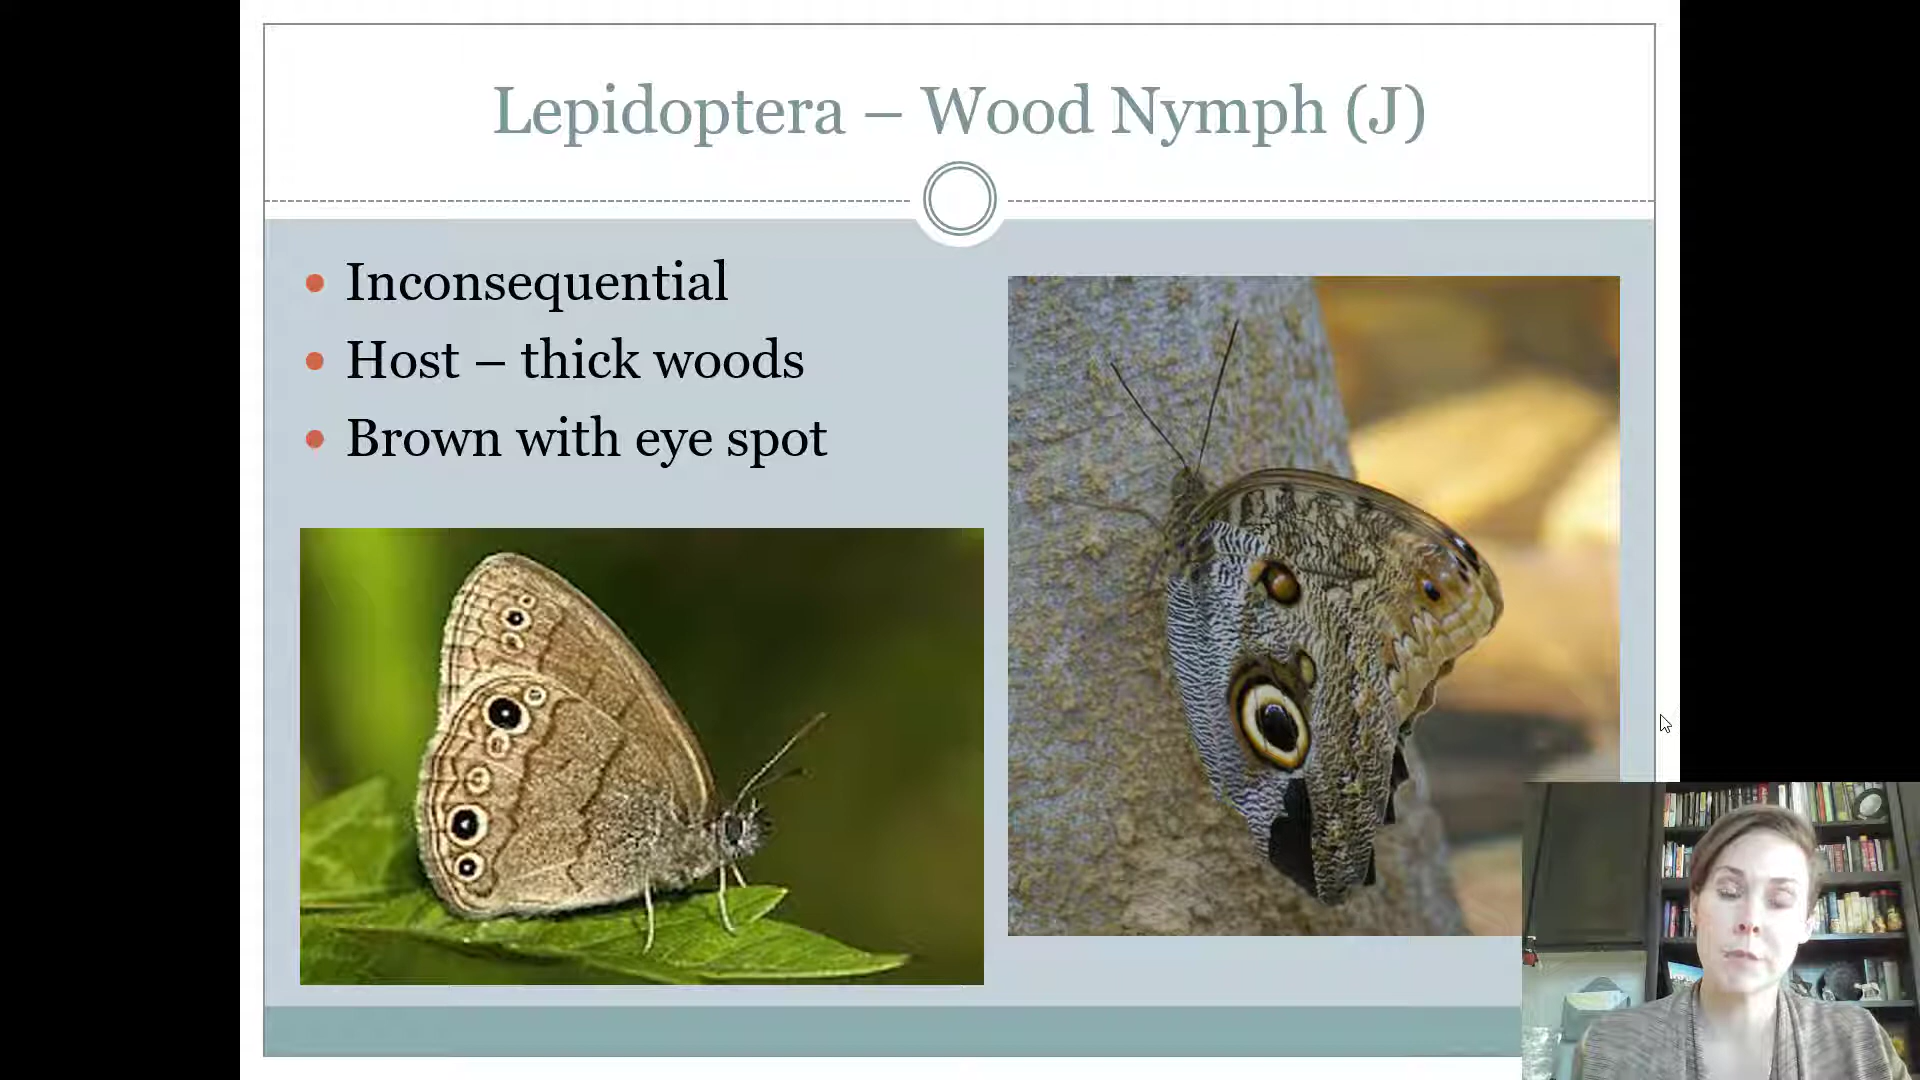 Lepidoptera – Wood Nymph (J)
Inconsequential
Host – thick woods
Brown with eye spot